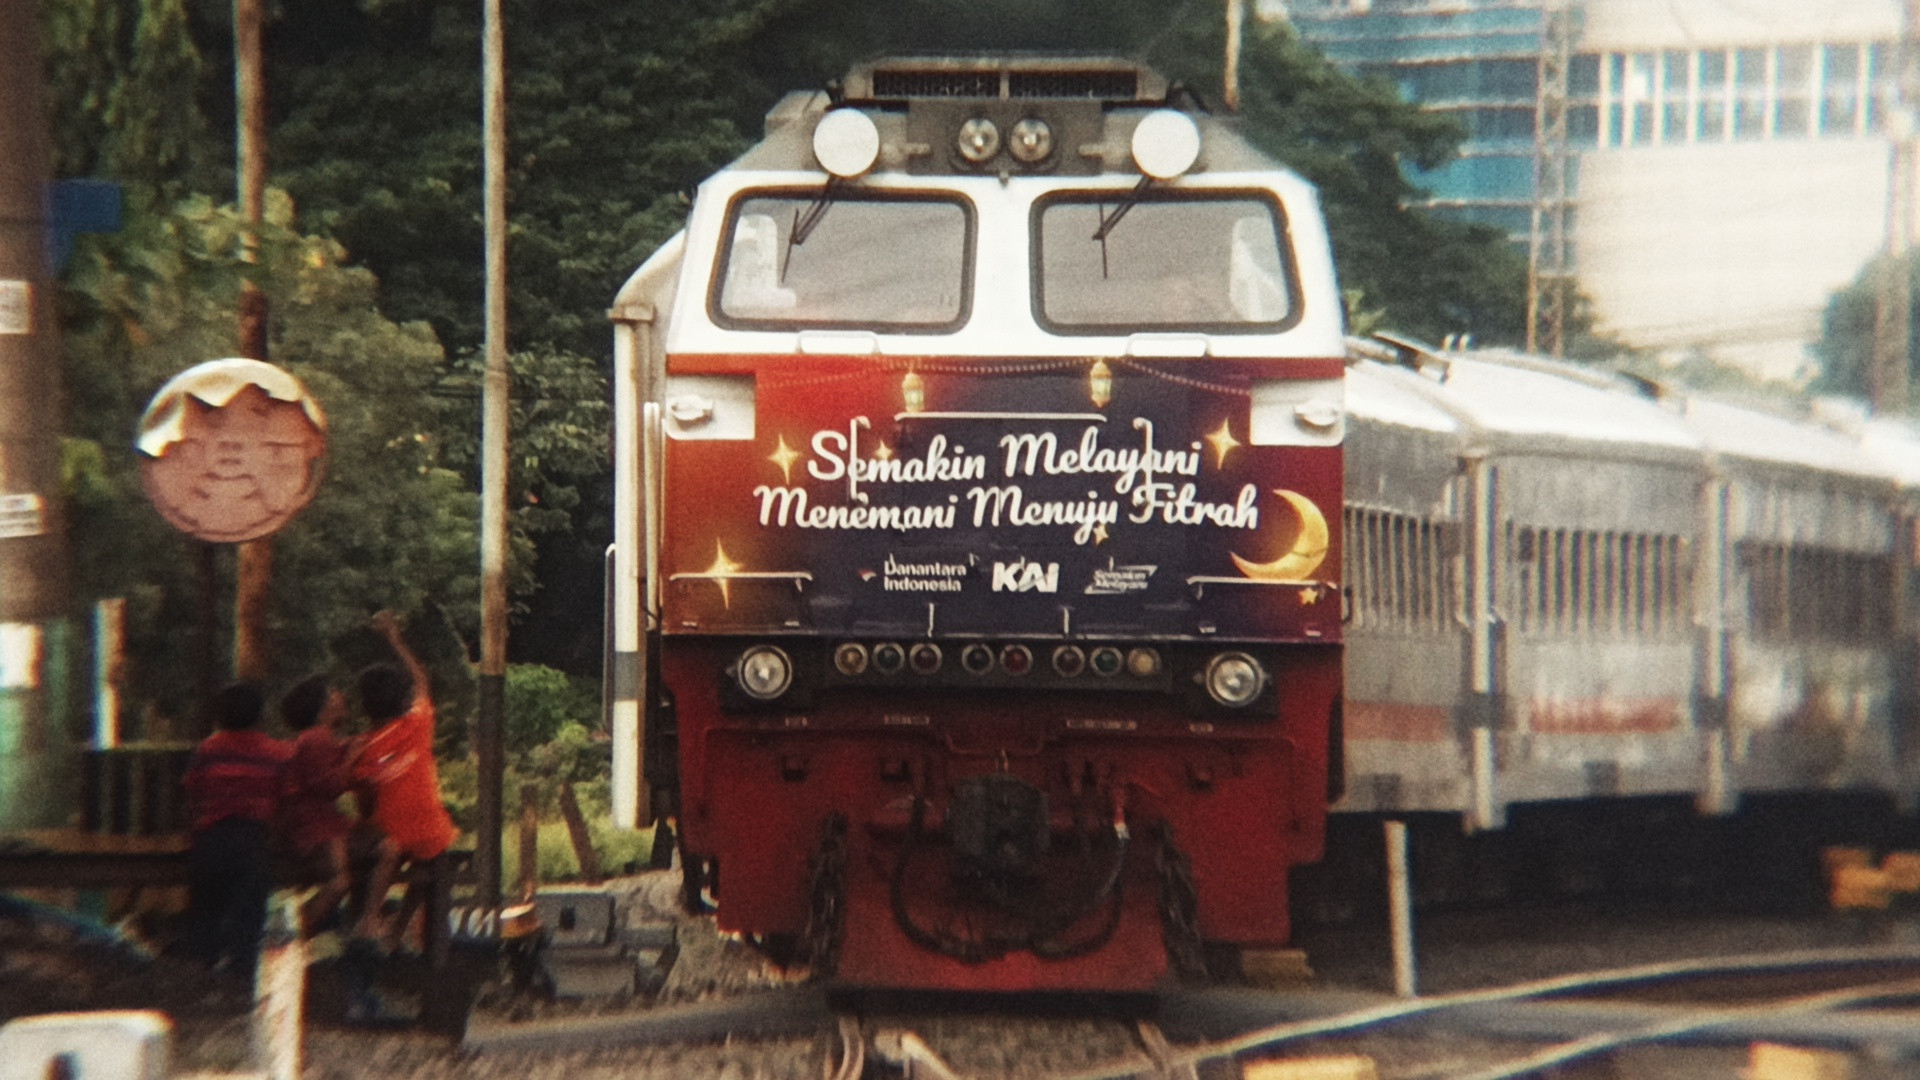 Semakin Melayani
Menemani Menuju Fitrah
Danantara
Indonesia
KAI
Semakin
Melayani